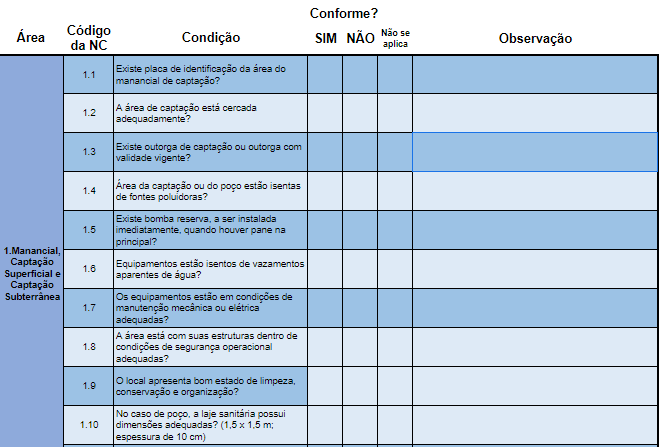 Conforme?
Área
Código
da NC
Condição
SIM
NÃO
Não se
aplica
Observação
1.Manancial,
Captação
Superficial e
Captação
Subterrânea
1.1
Existe placa de identificação da área do
manancial de captação?
1.2
A área de captação está cercada
adequadamente?
1.3
Existe outorga de captação ou outorga com
validade vigente?
1.4
Área da captação ou do poço estão isentas
de fontes poluidoras?
1.5
Existe bomba reserva, a ser instalada
imediatamente, quando houver pane na
principal?
1.6
Equipamentos estão isentos de vazamentos
aparentes de água?
1.7
Os equipamentos estão em condições de
manutenção mecânica ou elétrica
adequadas?
1.8
A área está com suas estruturas dentro de
condições de segurança operacional
adequadas?
1.9
O local apresenta bom estado de limpeza,
conservação e organização?
1.10
No caso de poço, a laje sanitária possui
dimensões adequadas? (1,5 x 1,5 m;
espessura de 10 cm)